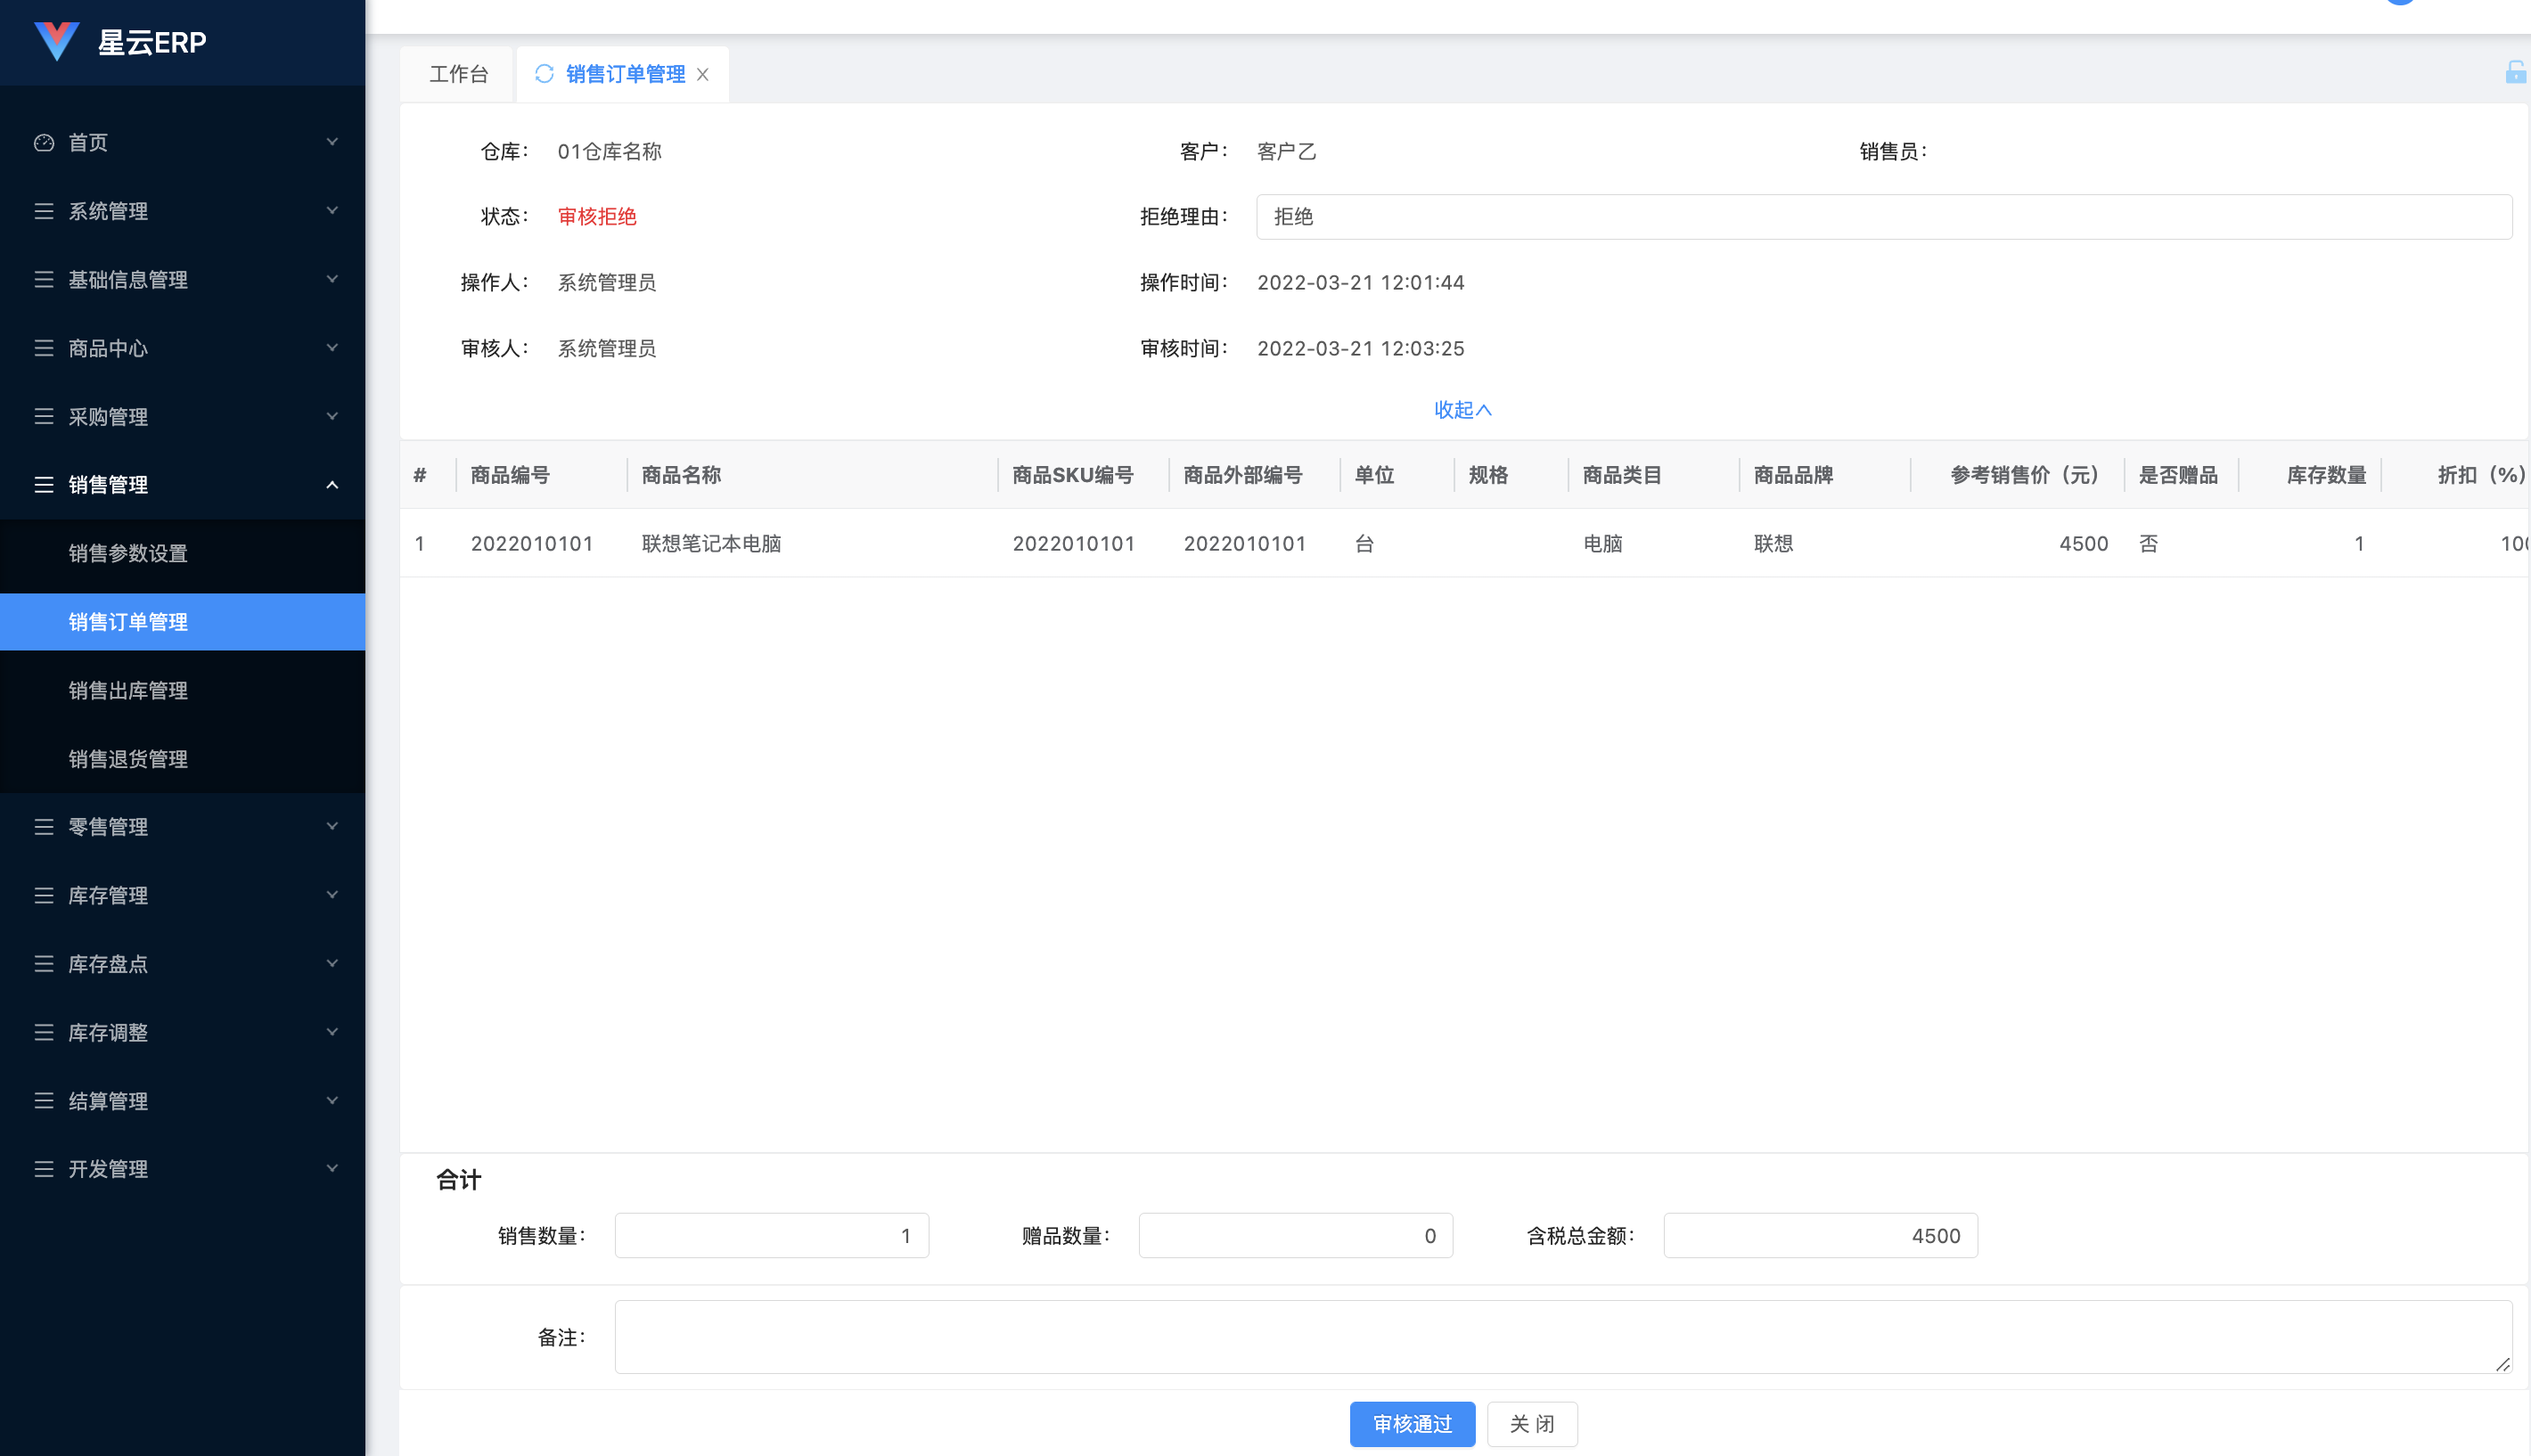 星云ERP
首页
系统管理
基础信息管理
商品中心
采购管理
销售管理
销售参数设置
销售订单管理
销售出库管理
销售退货管理
零售管理
库存管理
库存盘点
库存调整
结算管理
开发管理
工作台 销售订单管理
仓库： 01仓库名称 客户： 客户乙 销售员：
状态： 审核拒绝 拒绝理由： 拒绝
操作人： 系统管理员 操作时间： 2022-03-21 12:01:44
审核人： 系统管理员 审核时间： 2022-03-21 12:03:25
收起
# 商品编号 商品名称 商品SKU编号 商品外部编号 单位 规格 商品类目 商品品牌 参考销售价（元） 是否赠品 库存数量 折扣（%）
1 2022010101 联想笔记本电脑 2022010101 2022010101 台 电脑 联想 4500 否 1 100
合计
销售数量： 1 赠品数量： 0 含税总金额： 4500
备注：
审核通过 关 闭